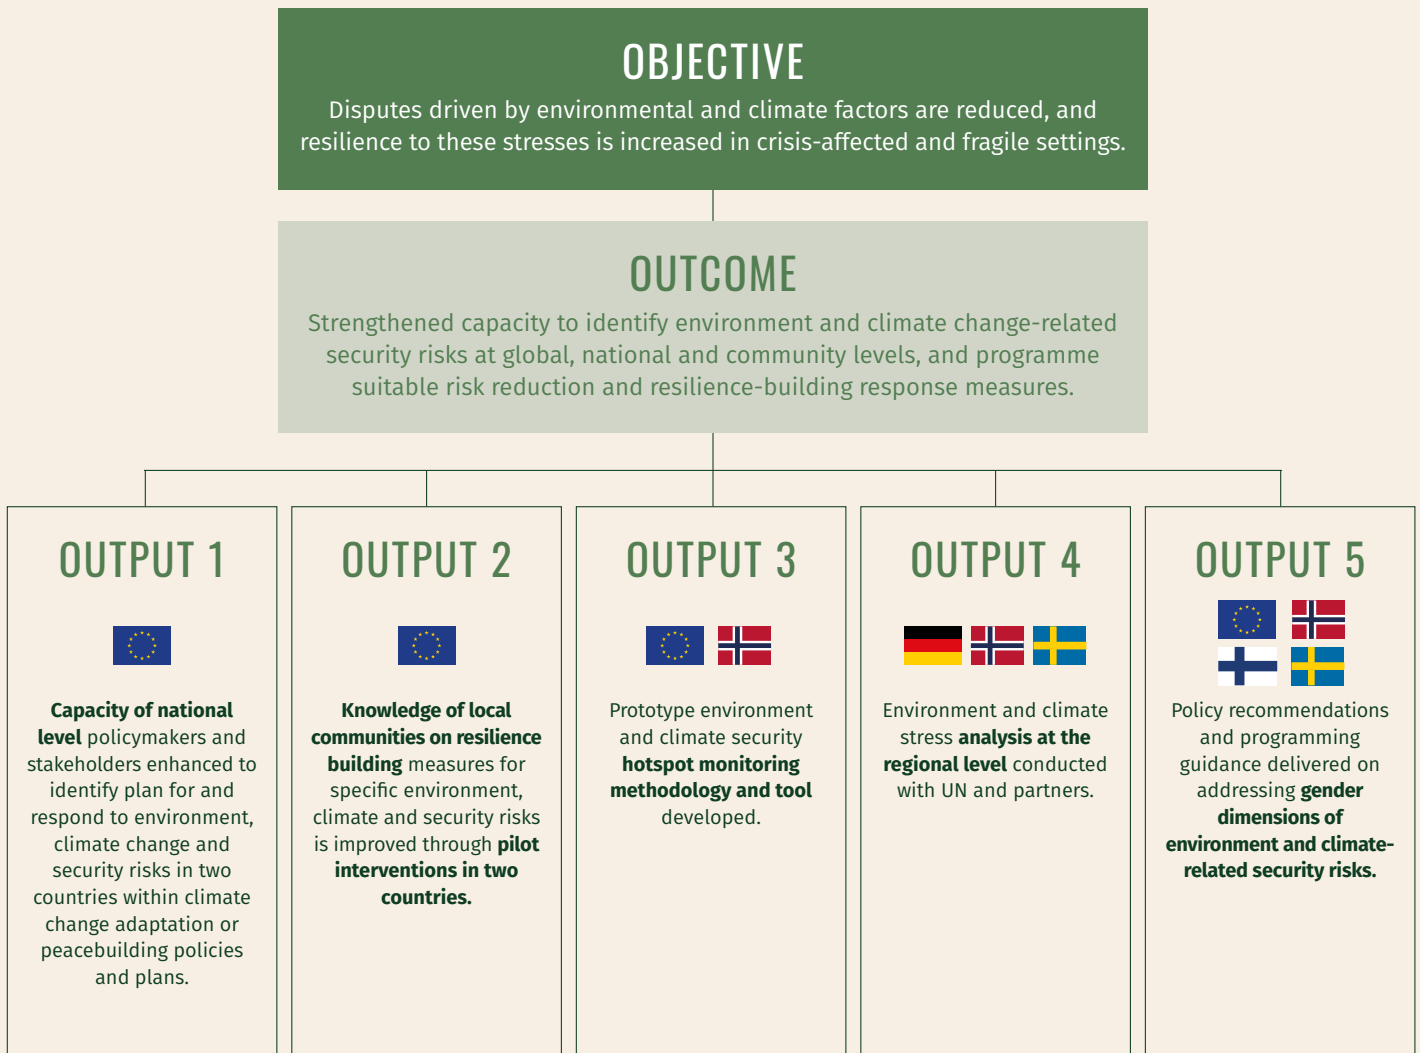 OBJECTIVE
Disputes driven by environmental and climate factors are reduced, and
resilience to these stresses is increased in crisis-affected and fragile settings.
OUTCOME
Strengthened capacity to identify environment and climate change-related
security risks at global, national and community levels, and programme
suitable risk reduction and resilience-building response measures.
OUTPUT 1
Capacity of national
level policymakers and
stakeholders enhanced to
identify plan for and
respond to environment,
climate change and
security risks in two
countries within climate
change adaptation or
peacebuilding policies
and plans.
OUTPUT 2
Knowledge of local
communities on resilience
building measures for
specific environment,
climate and security risks
is improved through pilot
interventions in two
countries.
OUTPUT 3
Prototype environment
and climate security
hotspot monitoring
methodology and tool
developed.
OUTPUT 4
Environment and climate
stress analysis at the
regional level conducted
with UN and partners.
OUTPUT 5
Policy recommendations
and programming
guidance delivered on
addressing gender
dimensions of
environment and climate-
related security risks.